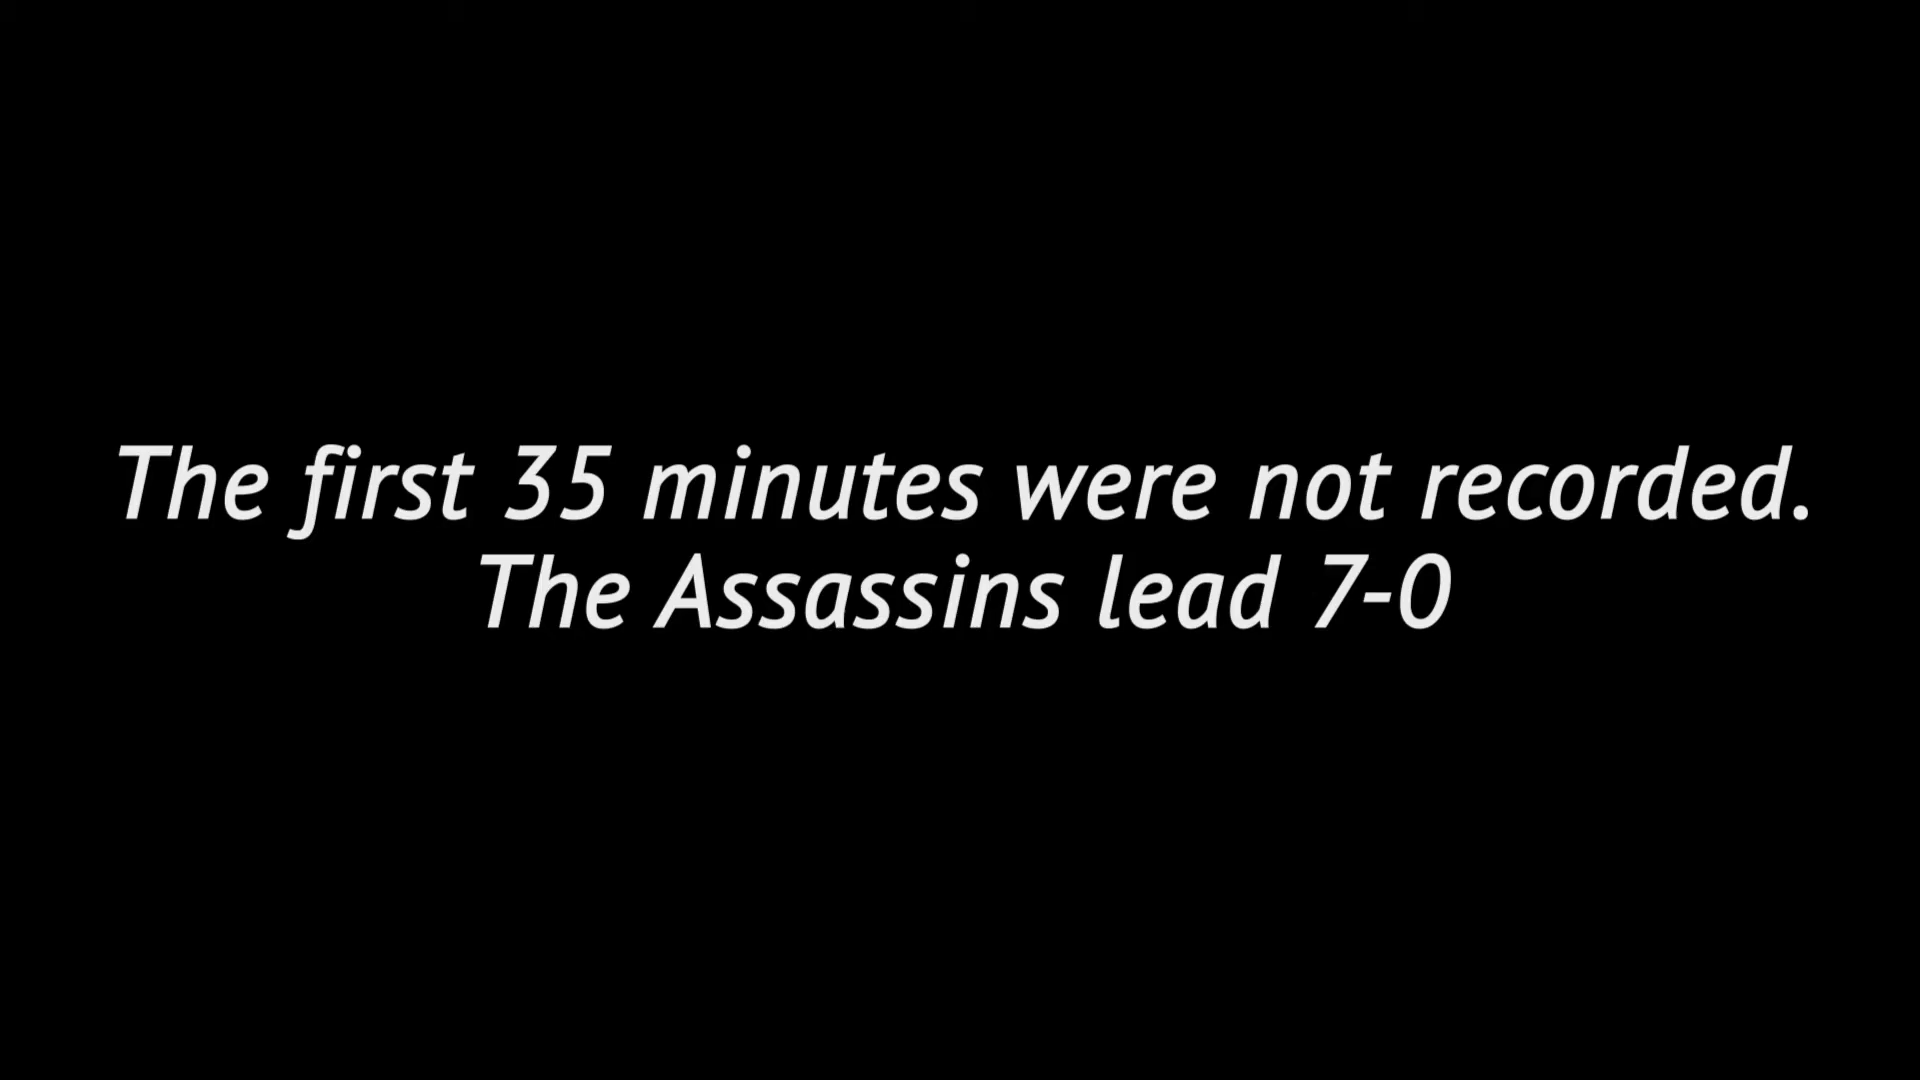 The first 35 minutes were not recorded.
The Assassins lead 7-0